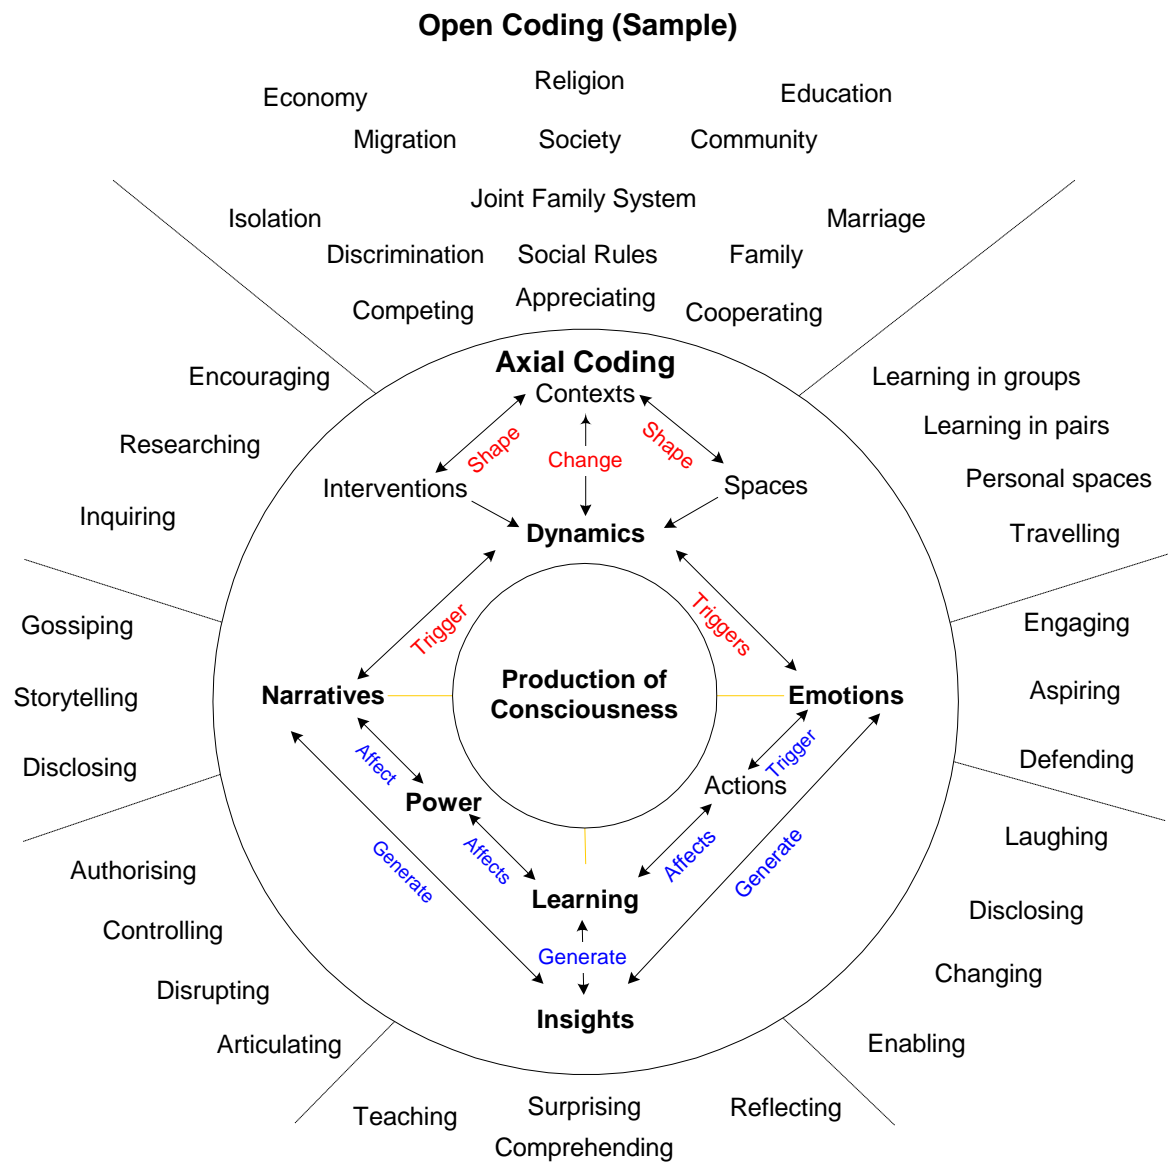 Open Coding (Sample)
Economy
Religion
Education
Migration
Society
Community
Joint Family System
Isolation
Marriage
Discrimination
Social Rules
Family
Competing
Appreciating
Cooperating
Axial Coding
Contexts
Encouraging
Learning in groups
Researching
Shape
Change
Shape
Learning in pairs
Interventions
Spaces
Personal spaces
Inquiring
Dynamics
Travelling
Gossiping
Trigger
Triggers
Engaging
Storytelling
Narratives
Production of
Consciousness
Emotions
Aspiring
Disclosing
Affect
Trigger
Defending
Power
Actions
Authorising
Generate
Affects
Affects
Generate
Laughing
Learning
Controlling
Disclosing
Generate
Disrupting
Changing
Insights
Articulating
Enabling
Teaching
Surprising
Reflecting
Comprehending